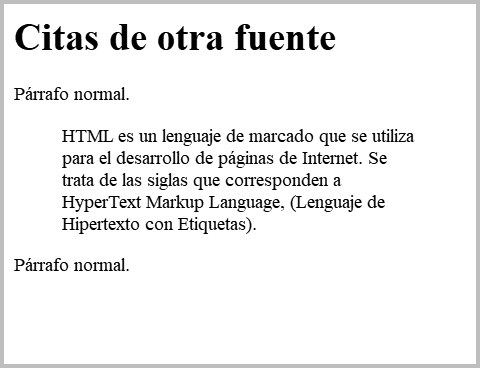 Citas de otra fuente
Párrafo normal.
HTML es un lenguaje de marcado que se utiliza
para el desarrollo de páginas de Internet. Se
trata de las siglas que corresponden a
HyperText Markup Language, (Lenguaje de
Hipertexto con Etiquetas).
Párrafo normal.